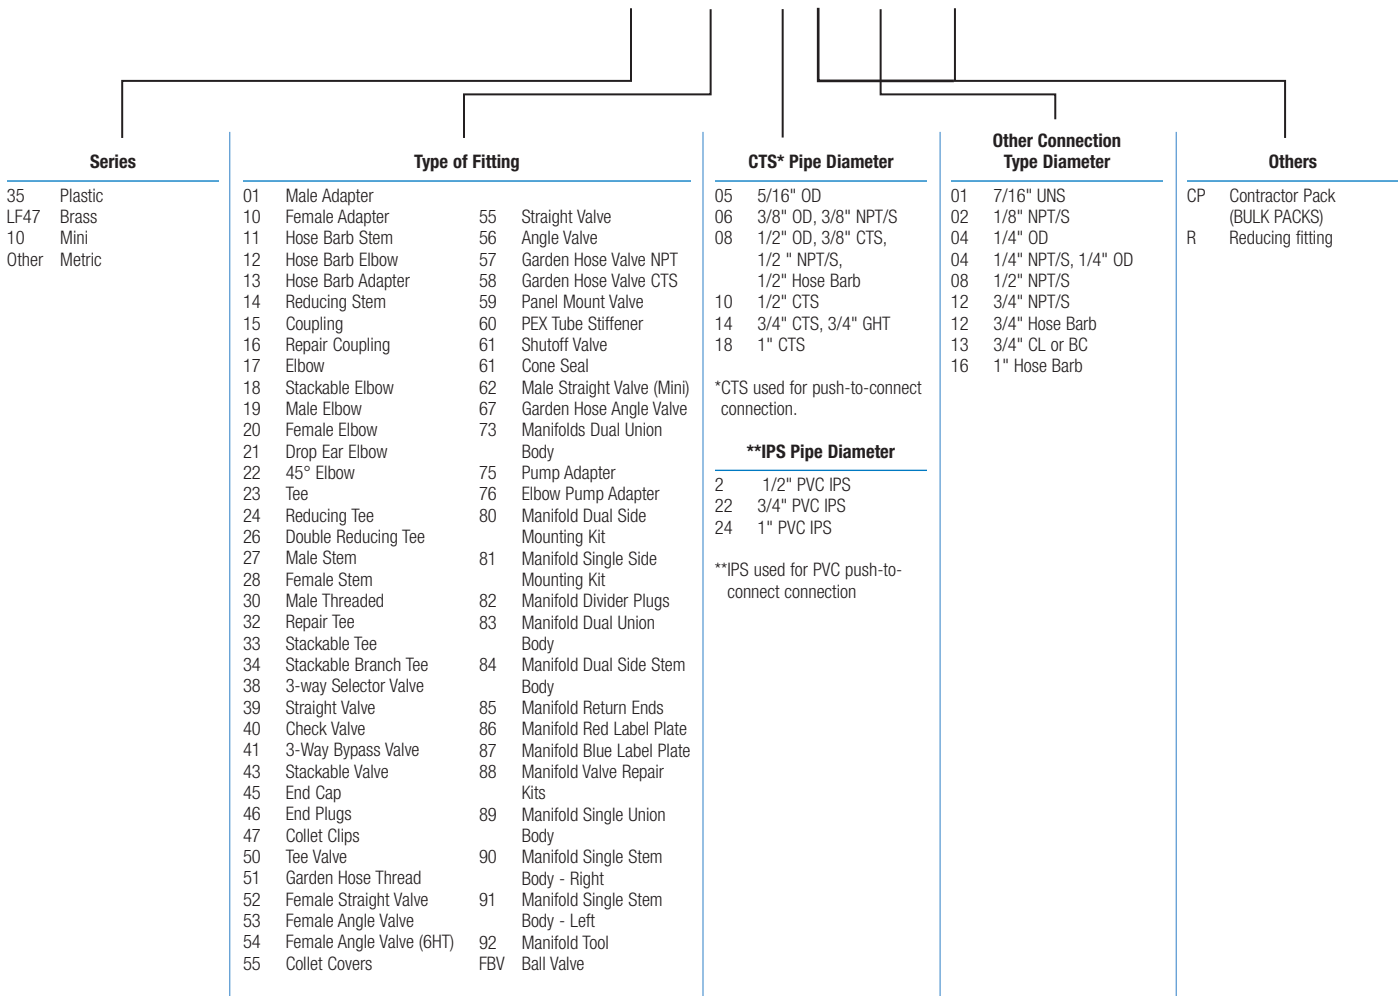 Series
35 Plastic
LF47 Brass
10 Mini
Other Metric
Type of Fitting
01 Male Adapter
10 Female Adapter
11 Hose Barb Stem
12 Hose Barb Elbow
13 Hose Barb Adapter
14 Reducing Stem
15 Coupling
16 Repair Coupling
17 Elbow
18 Stackable Elbow
19 Male Elbow
20 Female Elbow
21 Drop Ear Elbow
22 45° Elbow
23 Tee
24 Reducing Tee
26 Double Reducing Tee
27 Male Stem
28 Female Stem
30 Male Threaded
32 Repair Tee
33 Stackable Tee
34 Stackable Branch Tee
38 3-way Selector Valve
39 Straight Valve
40 Check Valve
41 3-Way Bypass Valve
43 Stackable Valve
45 End Cap
46 End Plugs
47 Collet Clips
50 Tee Valve
51 Garden Hose Thread
52 Female Straight Valve
53 Female Angle Valve
54 Female Angle Valve (6HT)
55 Collet Covers
55 Straight Valve
56 Angle Valve
57 Garden Hose Valve NPT
58 Garden Hose Valve CTS
59 Panel Mount Valve
60 PEX Tube Stiffener
61 Shutoff Valve
61 Cone Seal
62 Male Straight Valve (Mini)
67 Garden Hose Angle Valve
73 Manifolds Dual Union
Body
75 Pump Adapter
76 Elbow Pump Adapter
80 Manifold Dual Side
Mounting Kit
81 Manifold Single Side
Mounting Kit
82 Manifold Divider Plugs
83 Manifold Dual Union
Body
84 Manifold Dual Side Stem
Body
85 Manifold Return Ends
86 Manifold Red Label Plate
87 Manifold Blue Label Plate
88 Manifold Valve Repair
Kits
89 Manifold Single Union
Body
90 Manifold Single Stem
Body - Right
91 Manifold Single Stem
Body - Left
92 Manifold Tool
FBV Ball Valve
CTS* Pipe Diameter
05 5/16" OD
06 3/8" OD, 3/8" NPT/S
08 1/2" OD, 3/8" CTS,
1/2 " NPT/S,
1/2" Hose Barb
10 1/2" CTS
14 3/4" CTS, 3/4" GHT
18 1" CTS
*CTS used for push-to-connect
connection.
**IPS Pipe Diameter
2 1/2" PVC IPS
22 3/4" PVC IPS
24 1" PVC IPS
**IPS used for PVC push-to-
connect connection
Other Connection
Type Diameter
01 7/16" UNS
02 1/8" NPT/S
04 1/4" OD
04 1/4" NPT/S, 1/4" OD
08 1/2" NPT/S
12 3/4" NPT/S
12 3/4" Hose Barb
13 3/4" CL or BC
16 1" Hose Barb
Others
CP Contractor Pack
(BULK PACKS)
R Reducing fitting